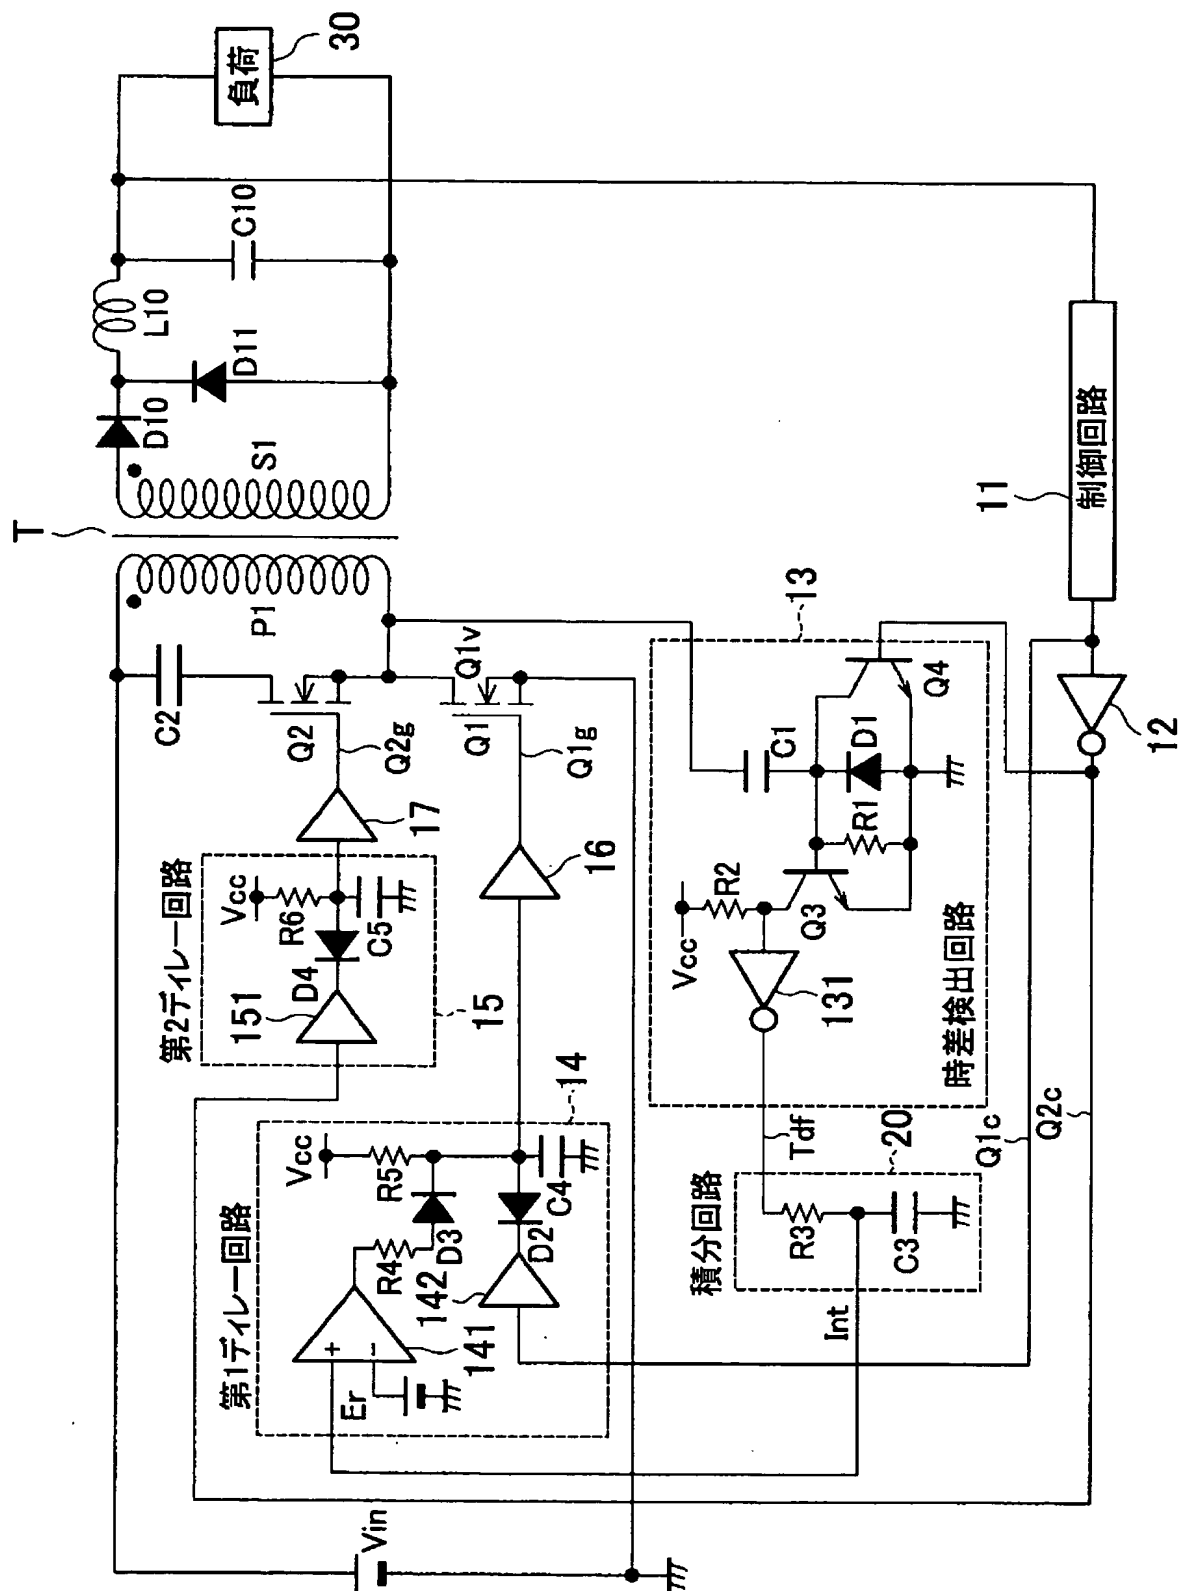 T
P1
S1
D10
L10
D11
C10
負荷
30
C2
Q2
Q2g
Q1
Q1v
Q1g
17
16
第2ディレー回路
Vcc
R6
D4
C5
151
15
第1ディレー回路
Vcc
R5
R4
D3
D2
C4
142
141
+
-
Er
14
Vin
C1
13
Q4
D1
R1
R2
Vcc
Q3
131
時差検出回路
Tdf
積分回路
20
R3
C3
Int
Q1c
Q2c
制御回路
11
12